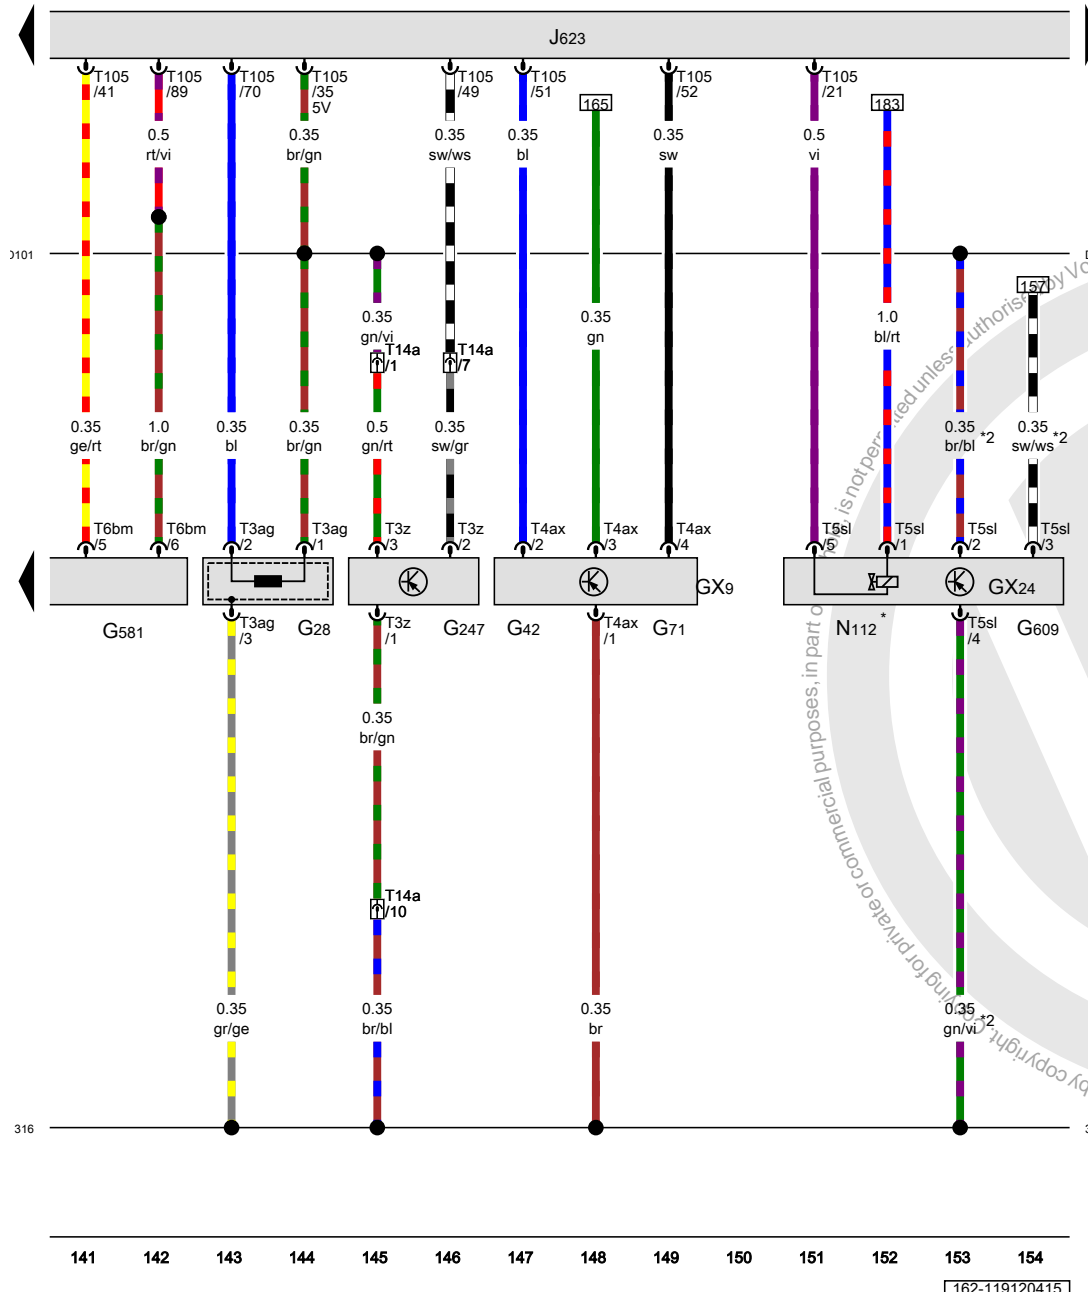 J623
T105 /41
T105 /89
T105 /70
T105 /35 5V
T105 /49
T105 /51
T105 /52
T105 /21
165
183
0.5 rt/vi
0.35 br/gn
0.35 sw/ws
0.35 bl
0.35 sw
0.5 vi
157
0.35 gn/vi
0.35 gn
1.0 bl/rt
T14a /1
T14a /7
0.35 ge/rt
1.0 br/gn
0.35 bl
0.35 br/gn
0.5 gn/rt
0.35 sw/gr
0.35 br/bl *2
0.35 sw/ws *2
T6bm /5
T6bm /6
T3ag /2
T3ag /1
T3z /3
T3z /2
T4ax /2
T4ax /3
T4ax /4
T5sl /5
T5sl /1
T5sl /2
T5sl /3
GX9
GX24
G581
T3ag /3
G28
T3z /1
G247
G42
T4ax /1
G71
N112 *
T5sl /4
G609
0.35 br/gn
T14a /10
0.35 gr/ge
0.35 br/bl
0.35 br
0.35 gn/vi *2
316
141 142 143 144 145 146 147 148 149 150 151 152 153 154
162-119120415